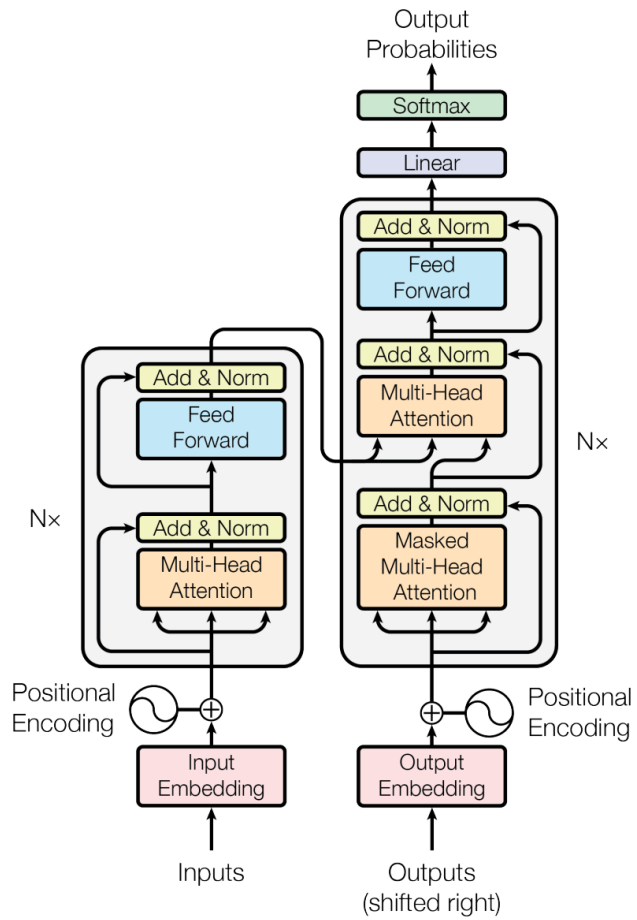 Output
Probabilities
Softmax
Linear
Add & Norm
Feed
Forward
Add & Norm
Multi-Head
Attention
Add & Norm
Masked
Multi-Head
Attention
N×
Add & Norm
Feed
Forward
Add & Norm
Multi-Head
Attention
N×
Positional
Encoding
Positional
Encoding
Input
Embedding
Output
Embedding
Inputs
Outputs
(shifted right)